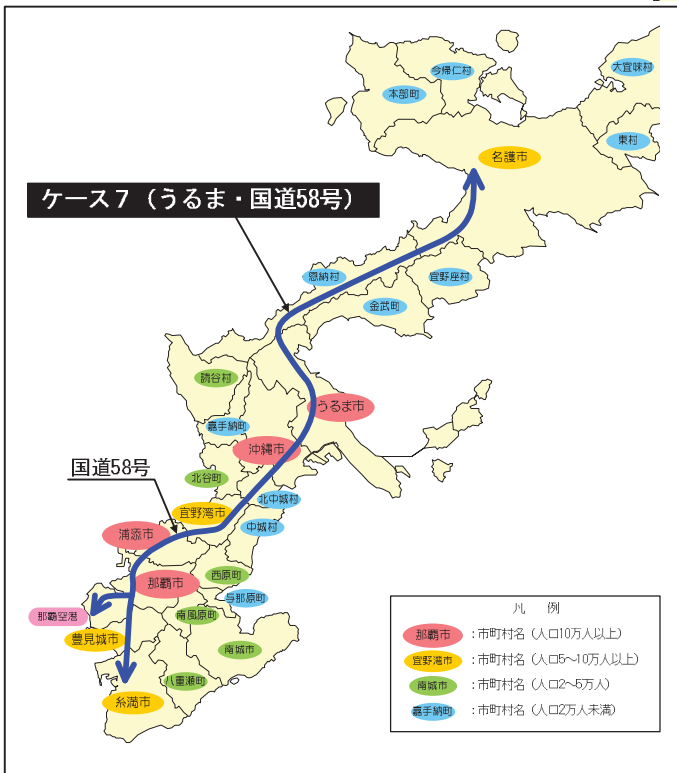 今帰仁村
大宜味村
本部町
東村
名護市
ケース7（うるま・国道58号）
恩納村
宜野座村
金武町
読谷村
うるま市
嘉手納町
沖縄市
国道58号
北谷町
北中城村
宜野湾市
中城村
浦添市
西原町
那覇市
与那原町
那覇空港
南風原町
豊見城市
南城市
八重瀬町
糸満市
凡　例
那覇市 ：市町村名（人口10万人以上）
宜野湾市 ：市町村名（人口5～10万人以上）
南城市 ：市町村名（人口2～5万人）
嘉手納町 ：市町村名（人口2万人未満）